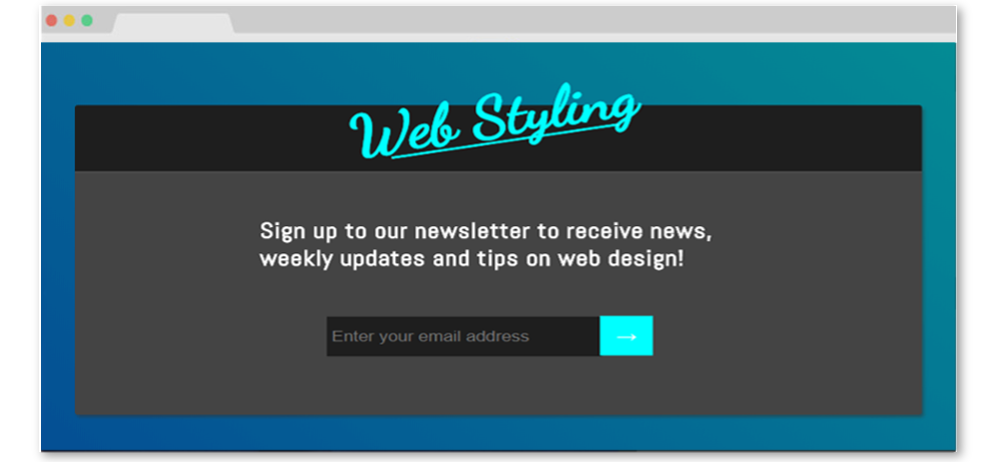 Web Styling
Sign up to our newsletter to receive news,
weekly updates and tips on web design!
Enter your email address →